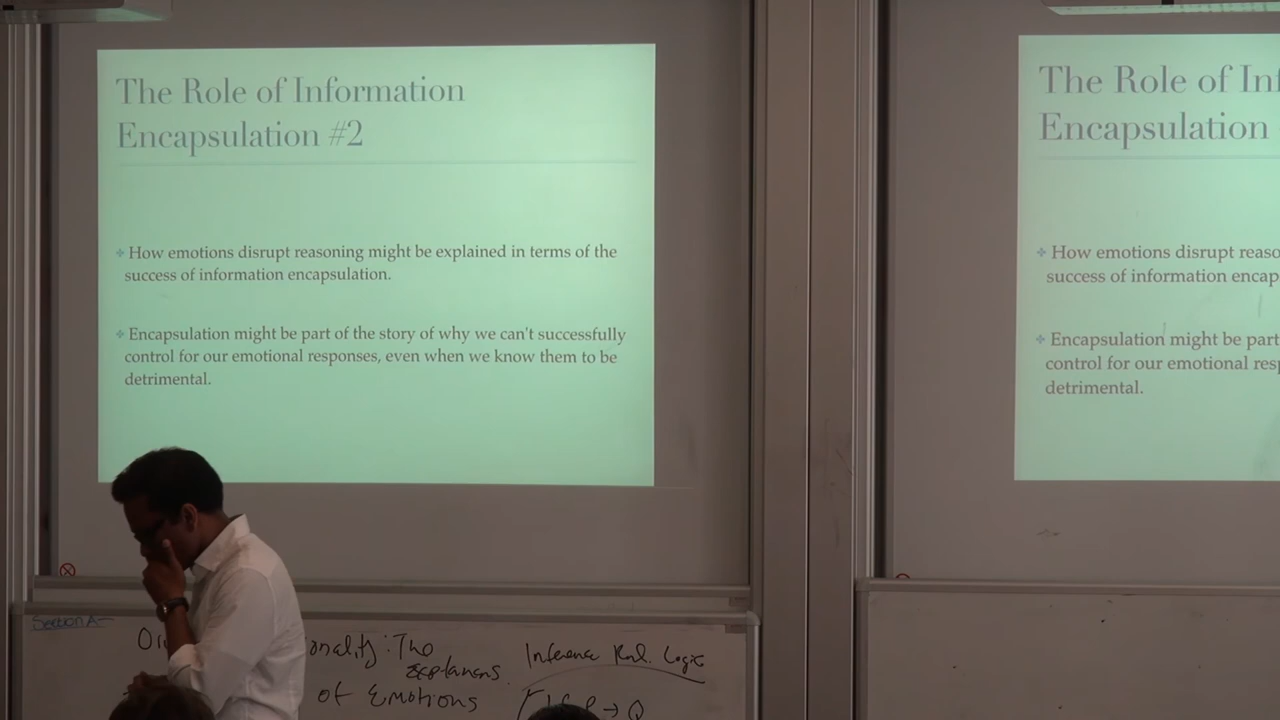 The Role of Information
Encapsulation #2
How emotions disrupt reasoning might be explained in terms of the
success of information encapsulation.
Encapsulation might be part of the story of why we can't successfully
control for our emotional responses, even when we know them to be
detrimental.
The Role of Inf
Encapsulation
How emotions disrupt reaso
success of information encap
Encapsulation might be part
control for our emotional resp
detrimental.
Section A
onality: The
of Emotions
Inference Rul. Logic
P → Q